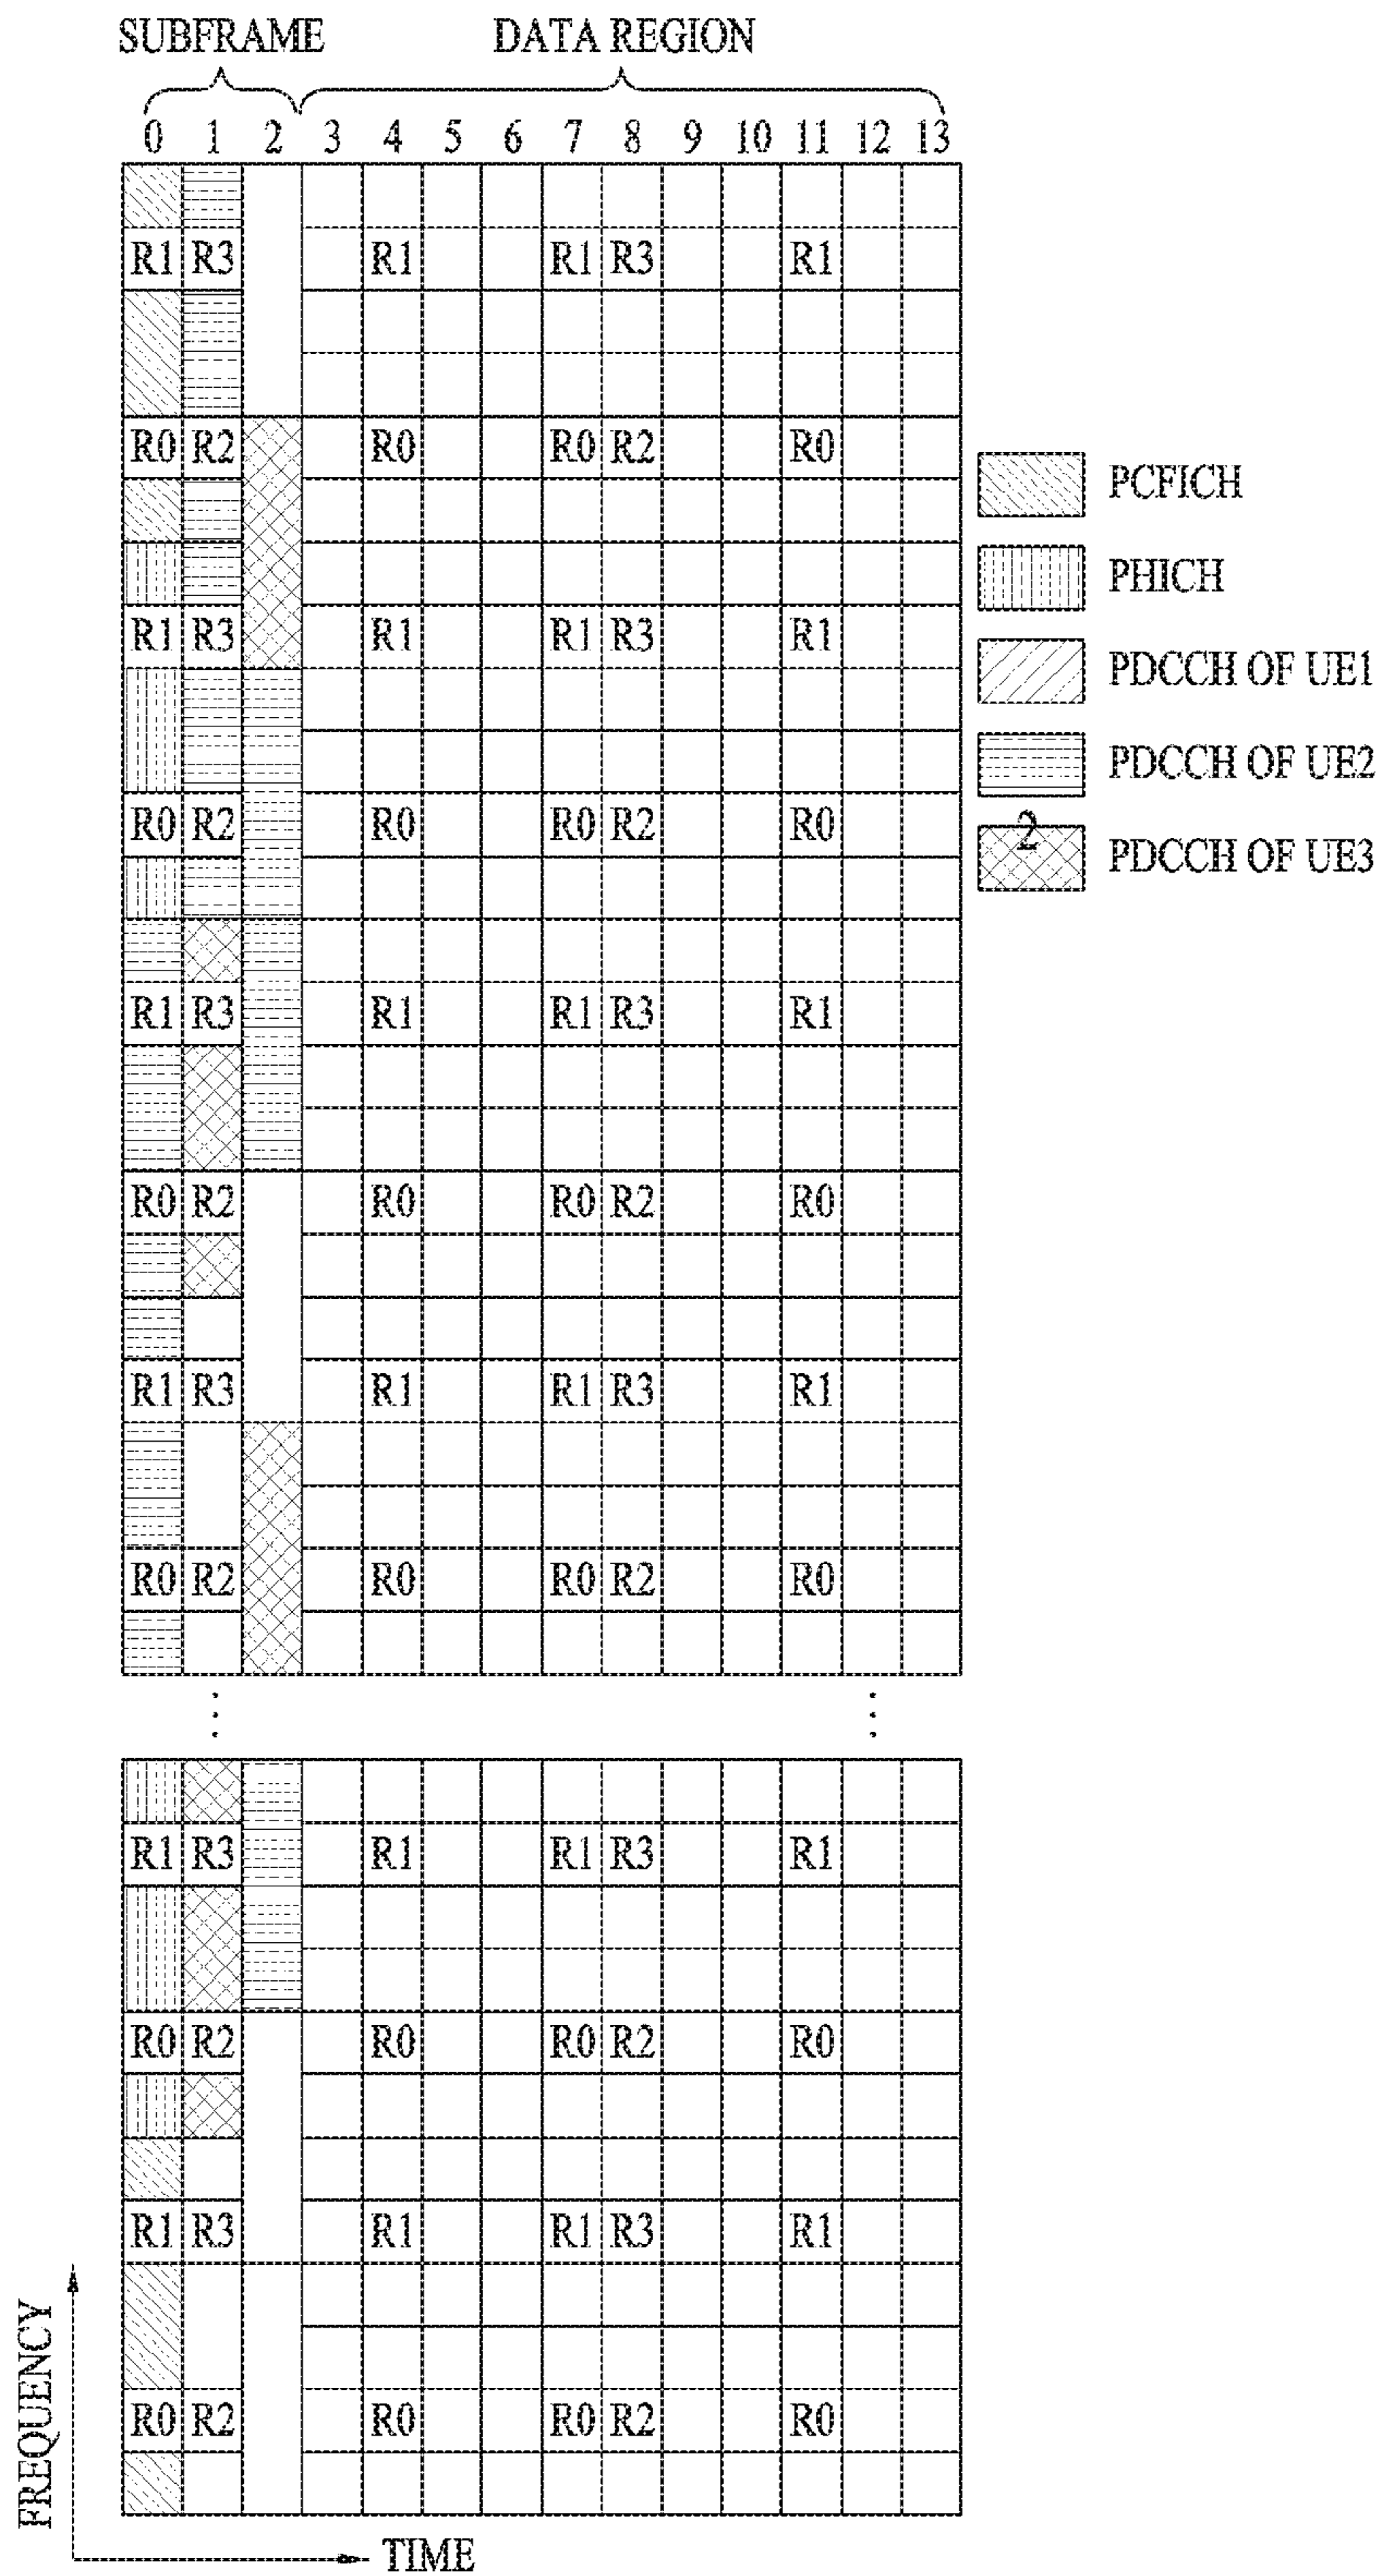 SUBFRAME DATA REGION
0 1 2 3 4 5 6 7 8 9 10 11 12 13
R1 R3 R1 R1 R3 R1
R0 R2 R0 R0 R2 R0
PCFICH
PHICH
R1 R3 R1 R1 R3 R1
PDCCH OF UE1
PDCCH OF UE2
R0 R2 R0 R0 R2 R0
2
PDCCH OF UE3
R1 R3 R1 R1 R3 R1
R0 R2 R0 R0 R2 R0
R1 R3 R1 R1 R3 R1
R0 R2 R0 R0 R2 R0
R1 R3 R1 R1 R3 R1
R0 R2 R0 R0 R2 R0
R1 R3 R1 R1 R3 R1
R0 R2 R0 R0 R2 R0
FREQUENCY
TIME